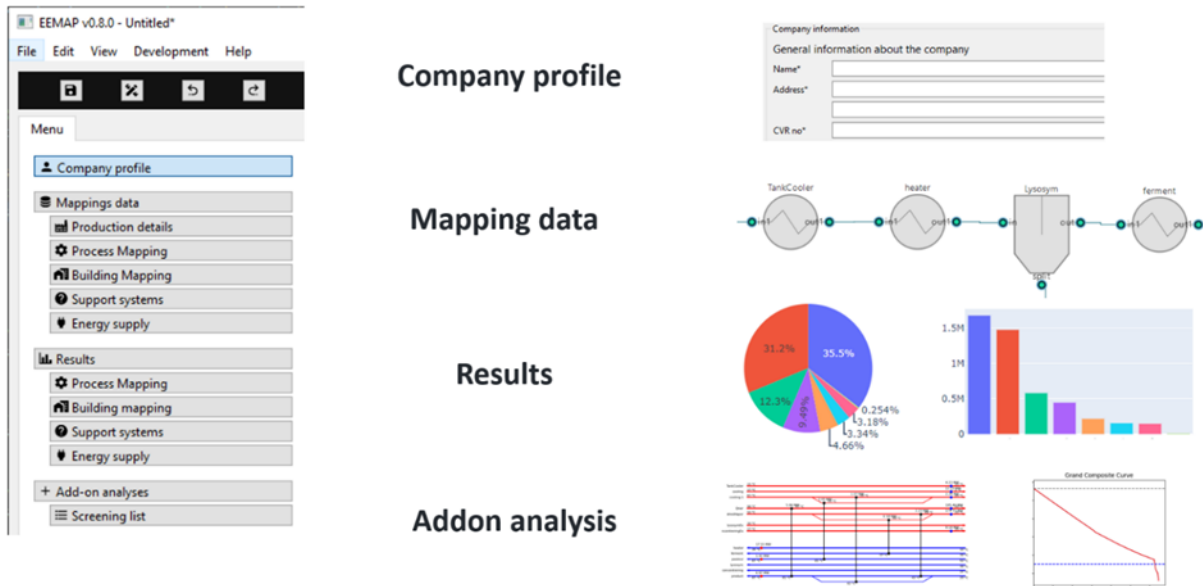 EEMAP v0.8.0 - Untitled*
File Edit View Development Help
Menu
Company profile
Mappings data
Production details
Process Mapping
Building Mapping
Support systems
Energy supply
Results
Process Mapping
Building mapping
Support systems
Energy supply
+ Add-on analyses
Screening list
Company profile
Company information
General information about the company
Name*
Address*
CVR no*
Mapping data
TankCooler
heater
Lysosym
ferment
in1 out1 in1 out1 in out in1 out1
split
Results
35.5%
31.2%
12.3%
9.49%
4.66%
3.34%
3.18%
0.254%
1.5M
1M
0.5M
0
Addon analysis
Grand Composite Curve